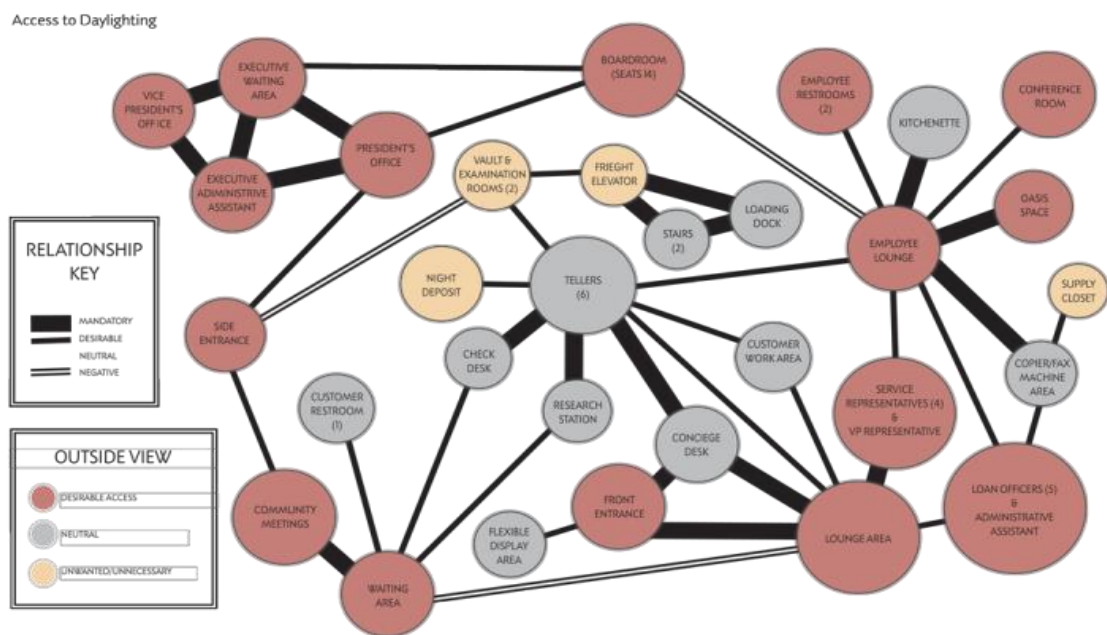 Access to Daylighting
EXECUTIVE
WAITING
AREA
BOARDROOM
(SEATS 14)
VICE
PRESIDENT'S
OFFICE
EMPLOYEE
RESTROOMS
(2)
KITCHENETTE
CONFERENCE
ROOM
PRESIDENT'S
OFFICE
EXECUTIVE
ADIMINISTRIVE
ASSISTANT
VAULT &
EXAMINATION
ROOMS (2)
FRIEGHT
ELEVATOR
LOADING
DOCK
STAIRS
(2)
OASIS
SPACE
EMPLOYEE
LOUNGE
RELATIONSHIP
KEY
MANDATORY
DESIRABLE
NEUTRAL
NEGATIVE
NIGHT
DEPOSIT
TELLERS
(6)
SUPPLY
CLOSET
SIDE
ENTRANCE
CHECK
DESK
CUSTOMER
WORK AREA
COPIER/FAX
MACHINE
AREA
CUSTOMER
RESTROOM
(1)
RESEARCH
STATION
SERVICE
REPRESENTATIVES (4)
&
VP REPRESENTATIVE
CONCIEGE
DESK
OUTSIDE VIEW
DESIRABLE ACCESS
NEUTRAL
UNWANTED/UNNECESSARY
COMMUNITY
MEETINGS
FRONT
ENTRANCE
LOAN OFFICERS (5)
&
ADMINISTRATIVE
ASSISTANT
FLEXIBLE
DISPLAY
AREA
LOUNGE AREA
WAITING
AREA